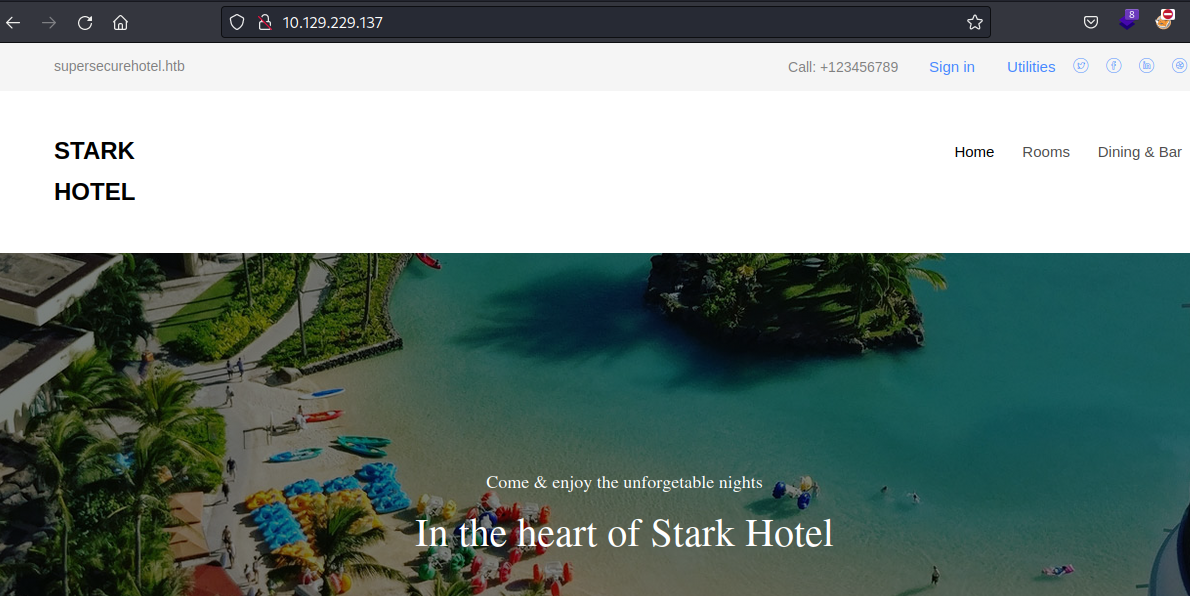 10.129.229.137
8
supersecurehotel.htb
Call: +123456789 Sign in Utilities
STARK
HOTEL
Home Rooms Dining & Bar
Come & enjoy the unforgetable nights
In the heart of Stark Hotel